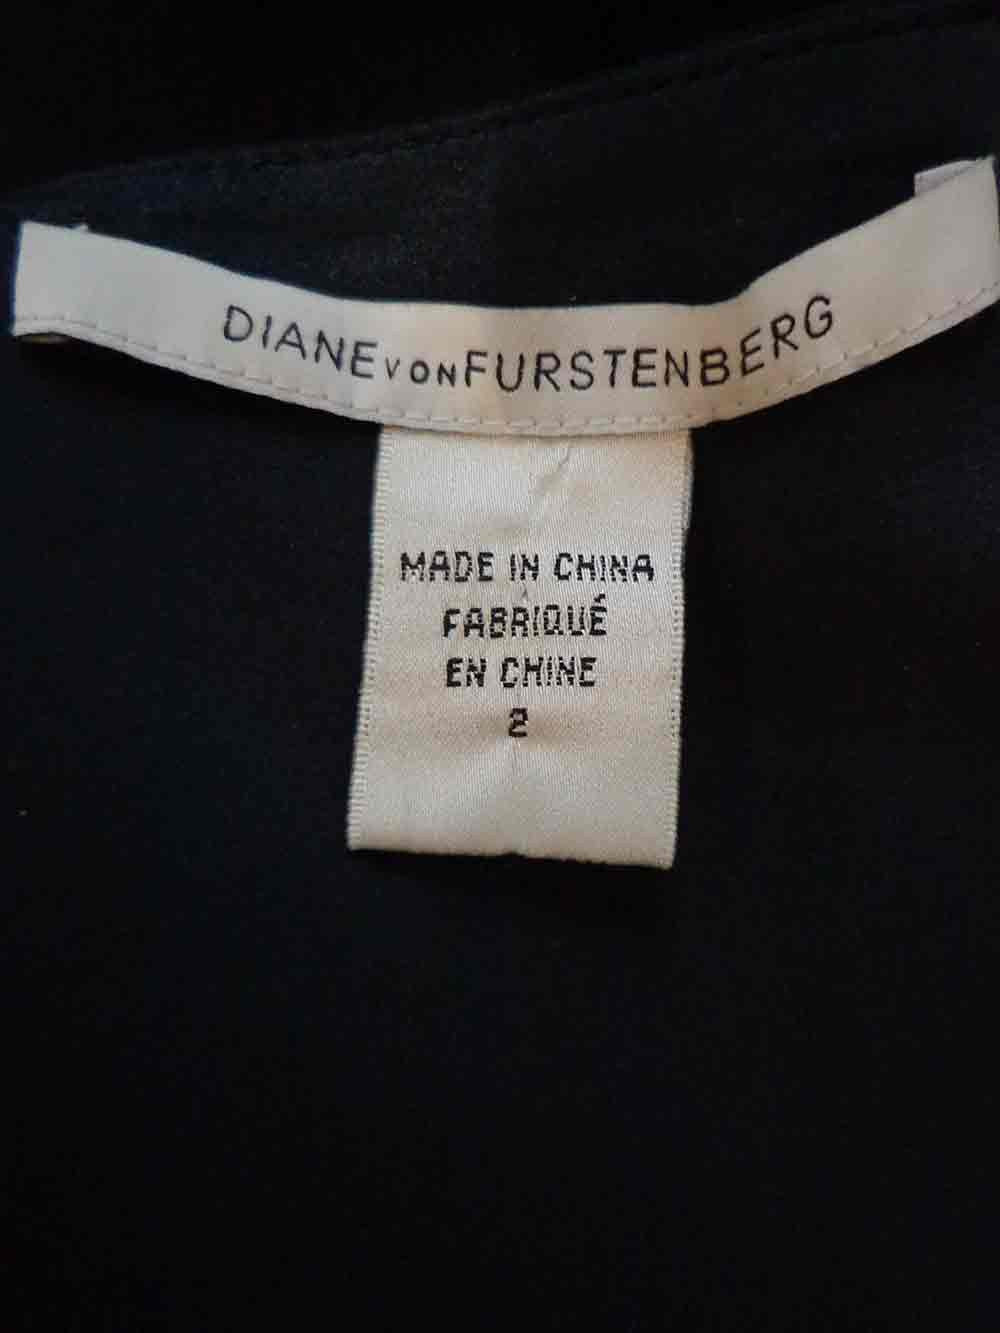 DIANE von FURSTENBERG
MADE IN CHINA
FABRIQUÉ
EN CHINE
2